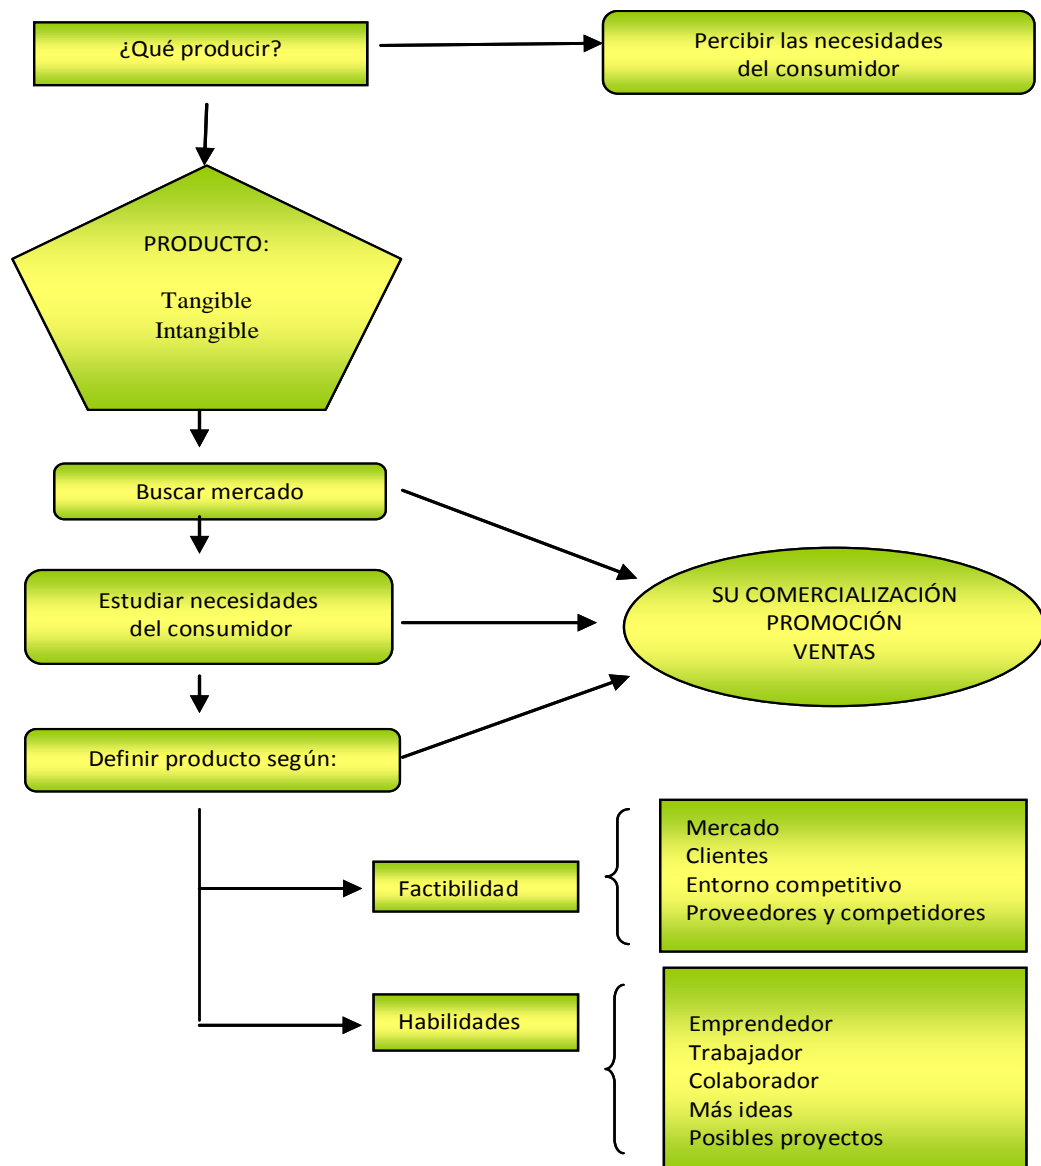 ¿Qué producir?
Percibir las necesidades
del consumidor
PRODUCTO:
Tangible
Intangible
Buscar mercado
Estudiar necesidades
del consumidor
SU COMERCIALIZACIÓN
PROMOCIÓN
VENTAS
Definir producto según:
Factibilidad
Mercado
Clientes
Entorno competitivo
Proveedores y competidores
Habilidades
Emprendedor
Trabajador
Colaborador
Más ideas
Posibles proyectos